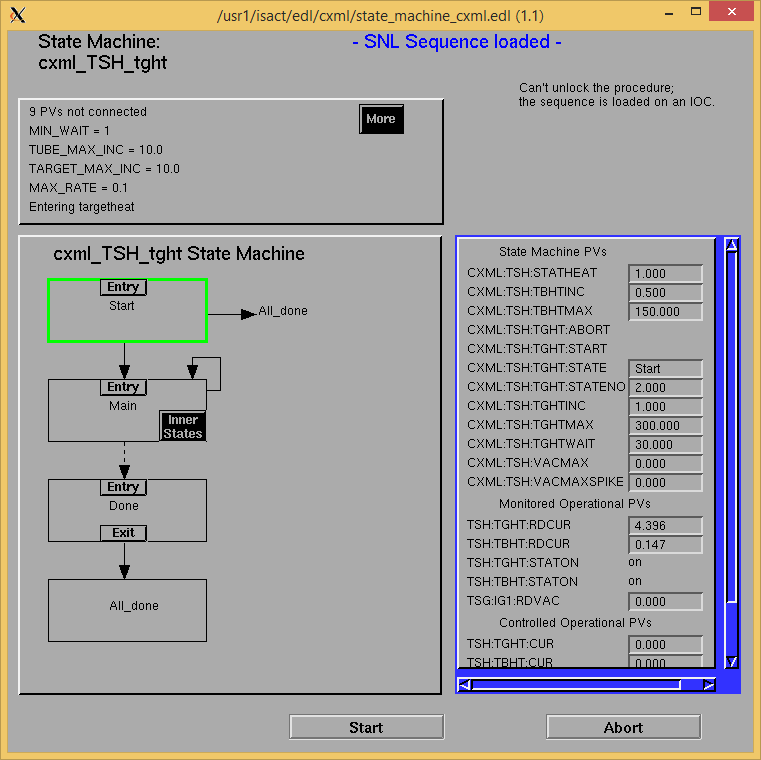 /usr1/isact/edl/cxml/state_machine_cxml.edl (1.1)
State Machine:
- SNL Sequence loaded -
cxml_TSH_tght
Can't unlock the procedure;
the sequence is loaded on an IOC.
9 PVs not connected
More
MIN_WAIT = 1
TUBE_MAX_INC = 10.0
TARGET_MAX_INC = 10.0
MAX_RATE = 0.1
Entering targetheat
cxml_TSH_tght State Machine
Entry
Start
All_done
Entry
Main
Inner
States
Entry
Done
Exit
All_done
State Machine PVs
CXML:TSH:STATHEAT 1.000
CXML:TSH:TBHTINC 0.500
CXML:TSH:TBHTMAX 150.000
CXML:TSH:TGHT:ABORT
CXML:TSH:TGHT:START
CXML:TSH:TGHT:STATE Start
CXML:TSH:TGHT:STATENO 2.000
CXML:TSH:TGHTINC 1.000
CXML:TSH:TGHTMAX 300.000
CXML:TSH:TGHTWAIT 30.000
CXML:TSH:VACMAX 0.000
CXML:TSH:VACMAXSPIKE 0.000
Monitored Operational PVs
TSH:TGHT:RDCUR 4.396
TSH:TBHT:RDCUR 0.147
TSH:TGHT:STATON on
TSH:TBHT:STATON on
TSG:IG1:RDVAC 0.000
Controlled Operational PVs
TSH:TGHT:CUR 0.000
TSH:TBHT:CUR 0.000
Start
Abort